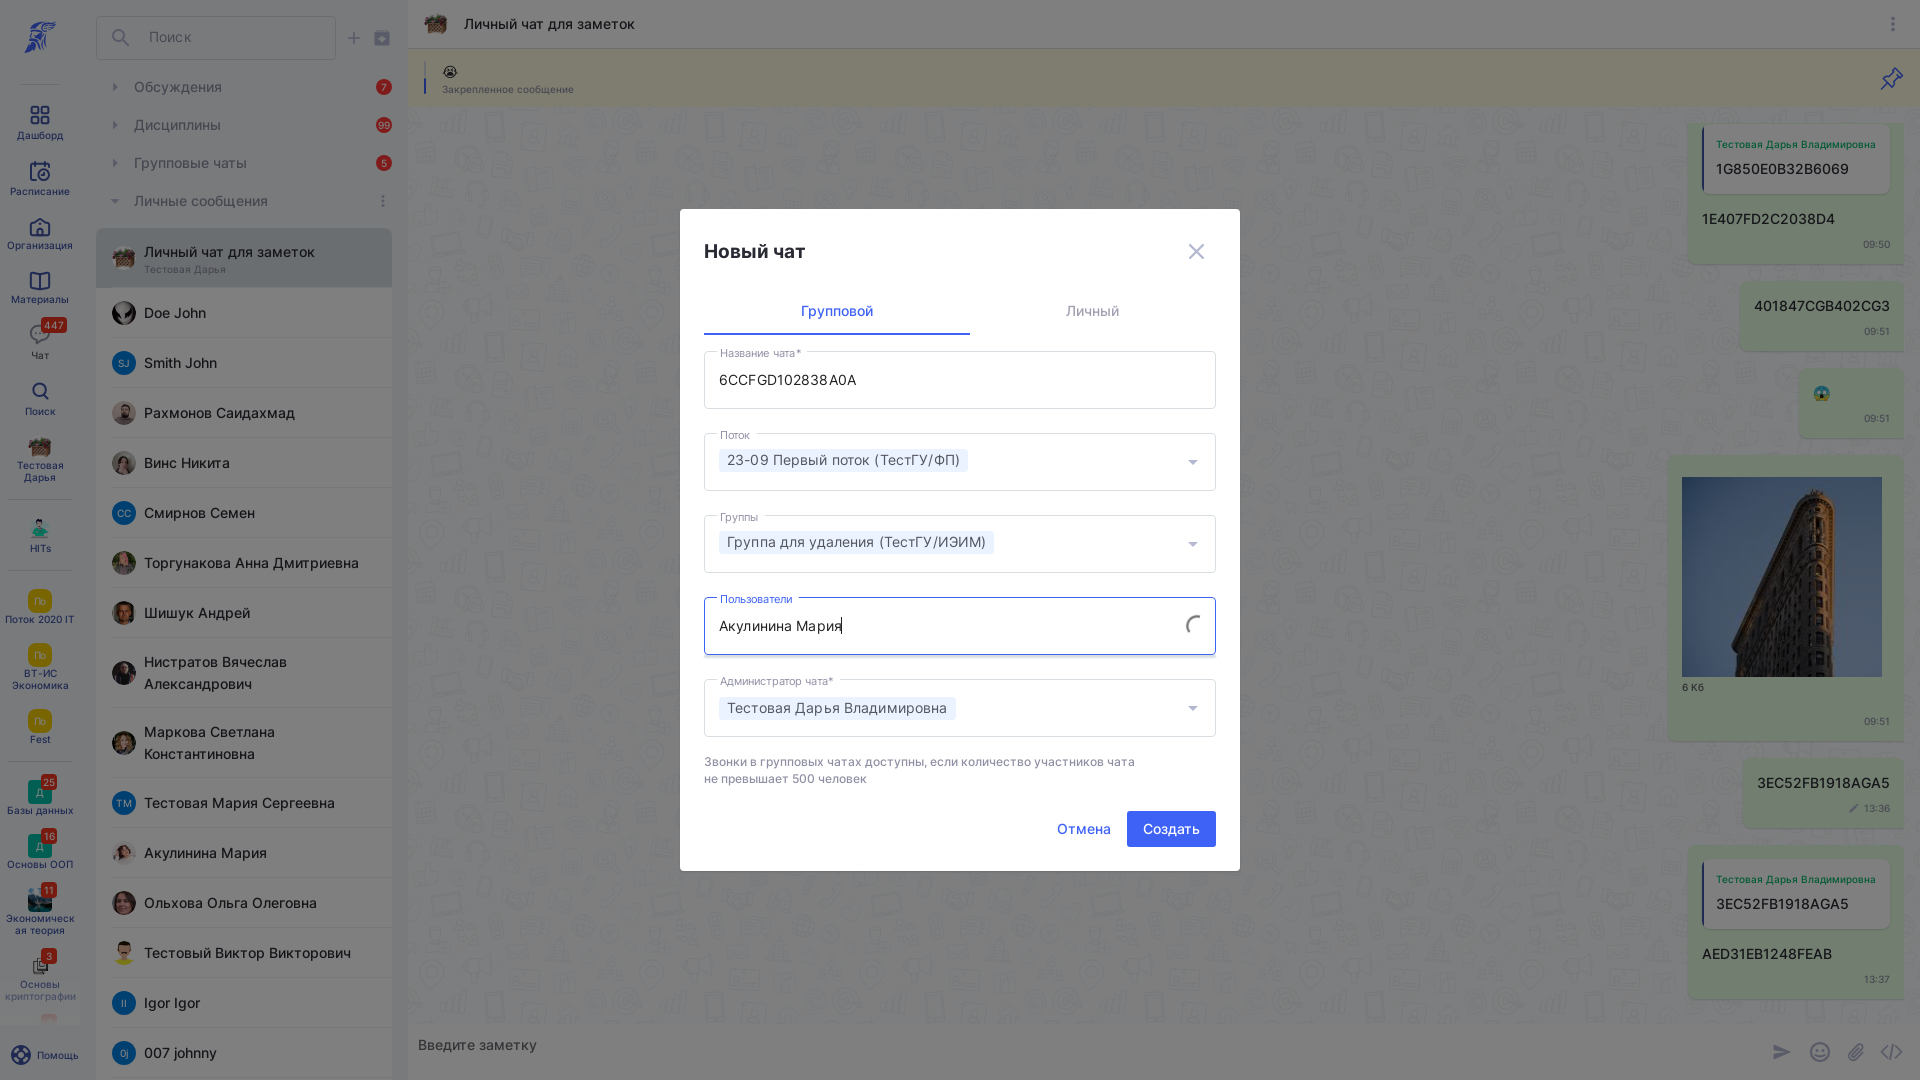 Дашборд
Расписание
Организация
Материалы
447
Чат
Поиск
Тестовая
Дарья
HITs
По
Поток 2020 IT
По
ВТ-ИС
Экономика
По
Fest
25
Д
Базы данных
16
Д
Основы ООП
11
Экономическ
ая теория
3
Основы
криптографии
Помощь
Поиск
Обсуждения
7
Дисциплины
99
Групповые чаты
5
Личные сообщения
Личный чат для заметок
Тестовая Дарья
Doe John
SJ
Smith John
Рахмонов Саидахмад
Винс Никита
СС
Смирнов Семен
Торгунакова Анна Дмитриевна
Шишук Андрей
Нистратов Вячеслав
Александрович
Маркова Светлана
Константиновна
ТМ
Тестовая Мария Сергеевна
Акулинина Мария
Ольхова Ольга Олеговна
Тестовый Виктор Викторович
II
Igor Igor
0j
007 johnny
Личный чат для заметок
Закрепленное сообщение
Тестовая Дарья Владимировна
1G850E0B32B6069
1E407FD2C2038D4
09:50
401847CGB402CG3
09:51
09:51
6 Кб
09:51
3EC52FB1918AGA5
13:36
Тестовая Дарья Владимировна
3EC52FB1918AGA5
AED31EB1248FEAB
13:37
Введите заметку
Новый чат
Групповой
Личный
Название чата*
6CCFGD102838A0A
Поток
23-09 Первый поток (ТестГУ/ФП)
Группы
Группа для удаления (ТестГУ/ИЭИМ)
Пользователи
Акулинина Мария
Администратор чата*
Тестовая Дарья Владимировна
Звонки в групповых чатах доступны, если количество участников чата
не превышает 500 человек
Отмена
Создать